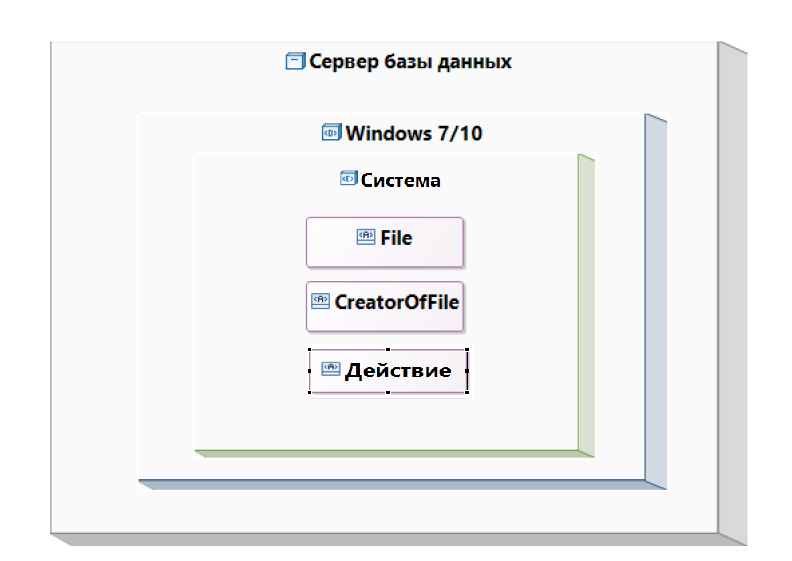 Сервер базы данных
Windows 7/10
Система
File
CreatorOfFile
Действие